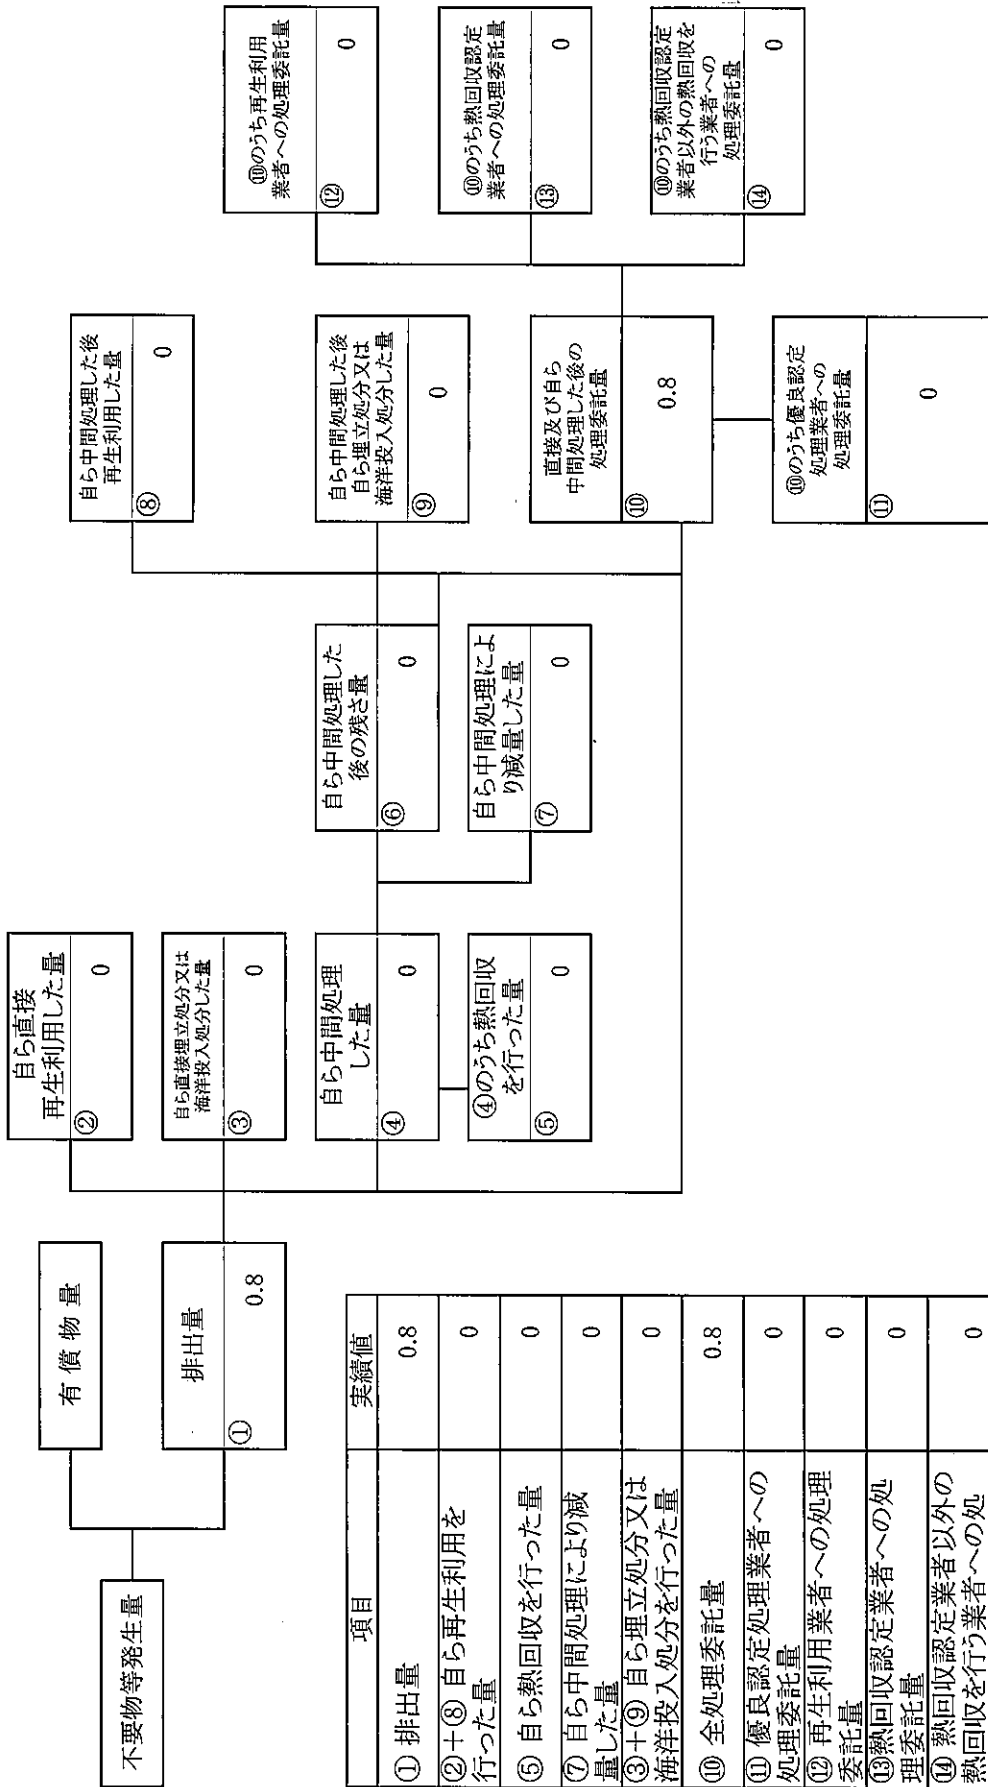 不要物等発生量
有償物量
排出量
①
0.8
自ら直接
再生利用した量
②
0
自ら直接埋立処分又は
海洋投入処分した量
③
0
自ら中間処理
した量
④
0
④のうち熱回収
を行った量
⑤
0
自ら中間処理した
後の残さ量
⑥
0
自ら中間処理によ
り減量した量
⑦
0
自ら中間処理した後
再生利用した量
⑧
0
自ら中間処理した後
自ら埋立処分又は
海洋投入処分した量
⑨
0
直接及び自ら
中間処理した後の
処理委託量
⑩
0.8
⑩のうち優良認定
処理業者への
処理委託量
⑪
0
⑩のうち再生利用
業者への処理委託量
⑫
0
⑩のうち熱回収認定
業者への処理委託量
⑬
0
⑩のうち熱回収認定
業者以外の熱回収を
行う業者への
処理委託量
⑭
0
項目 実績値
① 排出量 0.8
②+⑧ 自ら再生利用を
行った量 0
⑤ 自ら熱回収を行った量 0
⑦ 自ら中間処理により減
量した量 0
③+⑨ 自ら埋立処分又は
海洋投入処分を行った量 0
⑩ 全処理委託量 0.8
⑪ 優良認定処理業者への
処理委託量 0
⑫ 再生利用業者への処理
委託量 0
⑬熱回収認定業者への処
理委託量 0
⑭ 熱回収認定業者以外の
熱回収を行う業者への処 0